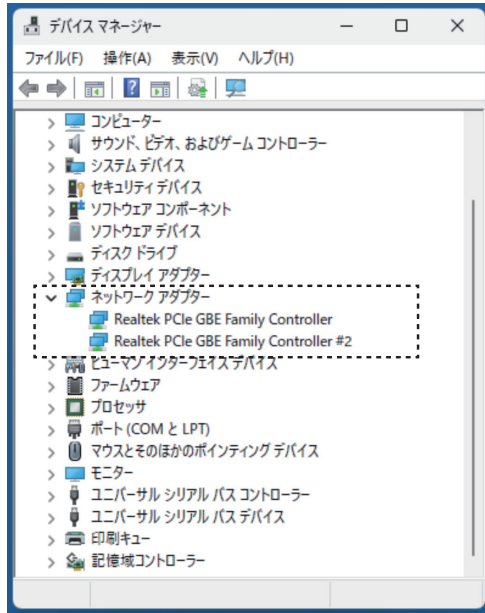 デバイス マネージャー
ファイル(F) 操作(A) 表示(V) ヘルプ(H)
コンピューター
サウンド、ビデオ、およびゲーム コントローラー
システム デバイス
セキュリティ デバイス
ソフトウェア コンポーネント
ソフトウェア デバイス
ディスク ドライブ
ディスプレイ アダプター
ネットワーク アダプター
Realtek PCIe GBE Family Controller
Realtek PCIe GBE Family Controller #2
ヒューマン インターフェイス デバイス
ファームウェア
プロセッサ
ポート (COM と LPT)
マウスとそのほかのポインティング デバイス
モニター
ユニバーサル シリアル バス コントローラー
ユニバーサル シリアル バス デバイス
印刷キュー
記憶域コントローラー